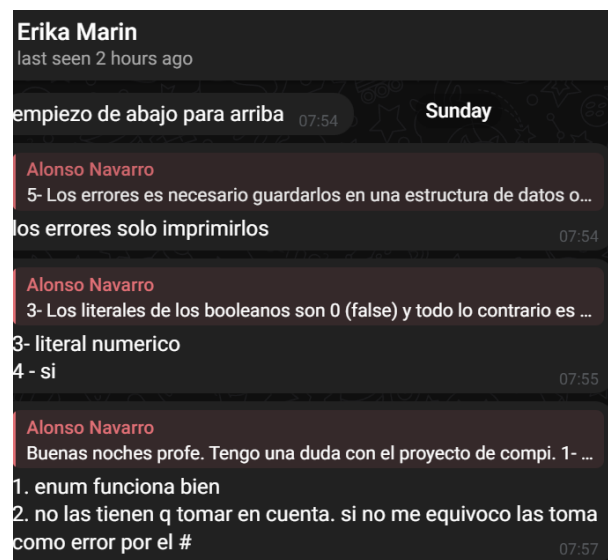 Erika Marin
last seen 2 hours ago
empiezo de abajo para arriba 07:54
Sunday
Alonso Navarro
5- Los errores es necesario guardarlos en una estructura de datos o...
los errores solo imprimirlos
07:54
Alonso Navarro
3- Los literales de los booleanos son 0 (false) y todo lo contrario es ...
3- literal numerico
4 - si
07:55
Alonso Navarro
Buenas noches profe. Tengo una duda con el proyecto de compi. 1- ...
1. enum funciona bien
2. no las tienen q tomar en cuenta. si no me equivoco las toma
como error por el #
07:57